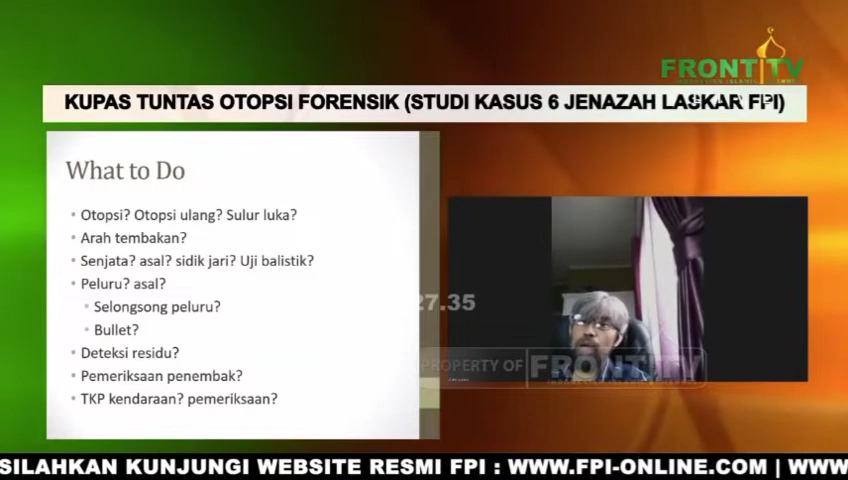 FRONT TV
KUPAS TUNTAS OTOPSI FORENSIK (STUDI KASUS 6 JENAZAH LASKAR FPI)
What to Do
• Otopsi? Otopsi ulang? Sulur luka?
• Arah tembakan?
• Senjata? asal? sidik jari? Uji balistik?
• Peluru? asal?
• Selongsong peluru?
• Bullet?
• Deteksi residu?
• Pemeriksaan penembak?
• TKP kendaraan? pemeriksaan?
27.35
PROPERTY OF FRONT TV
SILAHKAN KUNJUNGI WEBSITE RESMI FPI : WWW.FPI-ONLINE.COM | WWW.